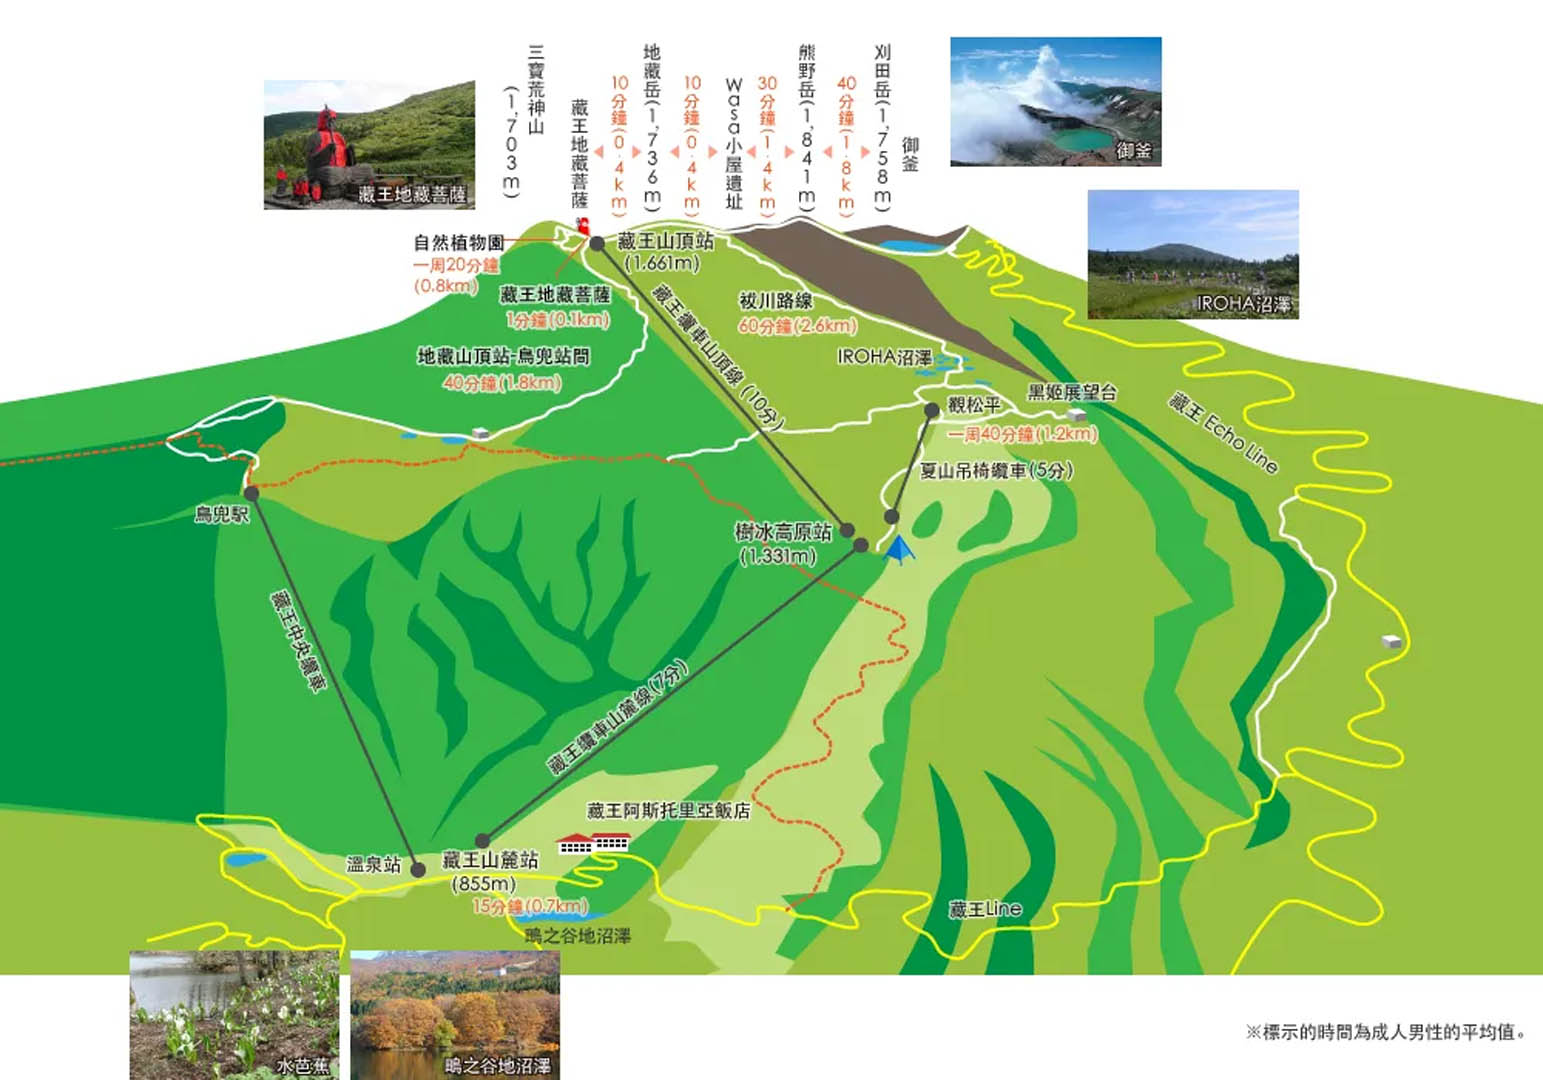 三寶荒神山
(1,703m)
藏王地藏菩薩
10分鐘(0.4km)
地藏岳(1,736m)
10分鐘(0.4km)
Wasa小屋遺址
30分鐘(1.4km)
熊野岳(1,841m)
40分鐘(1.8km)
刈田岳(1,758m)
御釜
藏王地藏菩薩
御釜
IROHA沼澤
自然植物園
一周20分鐘
(0.8km)
藏王山頂站
(1.661m)
藏王地藏菩薩
1分鐘(0.1km)
地藏山頂站-鳥兜站間
40分鐘(1.8km)
藏王纜車山頂線 (10分)
祓川路線
60分鐘(2.6km)
IROHA沼澤
觀松平
一周40分鐘(1.2km)
黑姬展望台
藏王 Echo Line
夏山吊椅纜車(5分)
鳥兜駅
樹冰高原站
(1,331m)
藏王中央纜車
藏王纜車山麓線(7分)
藏王阿斯托里亞飯店
溫泉站
藏王山麓站
(855m)
15分鐘(0.7km)
鴫之谷地沼澤
藏王Line
水芭蕉
鴫之谷地沼澤
※標示的時間為成人男性的平均值。